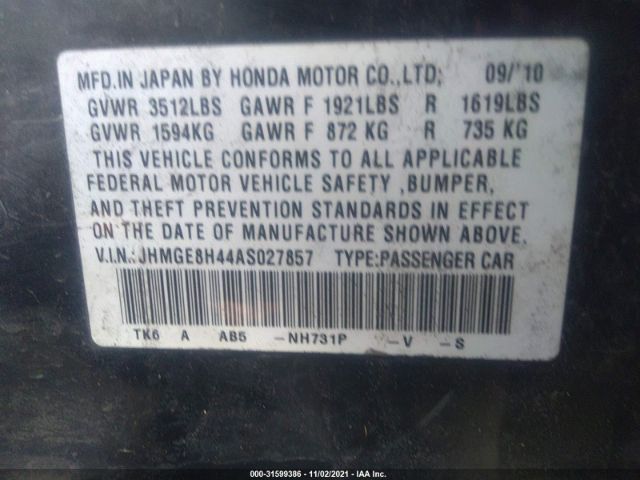 MFD.IN JAPAN BY HONDA MOTOR CO.,LTD; 09/'10
GVWR 3512LBS GAWR F 1921LBS R 1619LBS
GVWR 1594KG GAWR F 872 KG R 735 KG
THIS VEHICLE CONFORMS TO ALL APPLICABLE
FEDERAL MOTOR VEHICLE SAFETY ,BUMPER,
AND THEFT PREVENTION STANDARDS IN EFFECT
ON THE DATE OF MANUFACTURE SHOWN ABOVE.
V.I.N.:JHMGE8H44AS027857 TYPE:PASSENGER CAR
TK6 A AB5 -NH731P -V -S
000-31599386 - 11/02/2021 - IAA Inc.